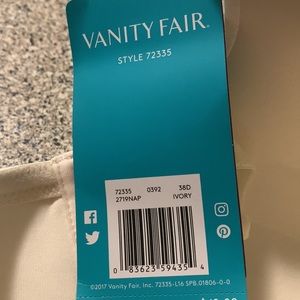 VANITY FAIR®
STYLE 72335
72335 0392 38D
2719NAP IVORY
0 83623 59435 4
©2017 Vanity Fair, Inc. 72335-L16 SPB.01806-0-0